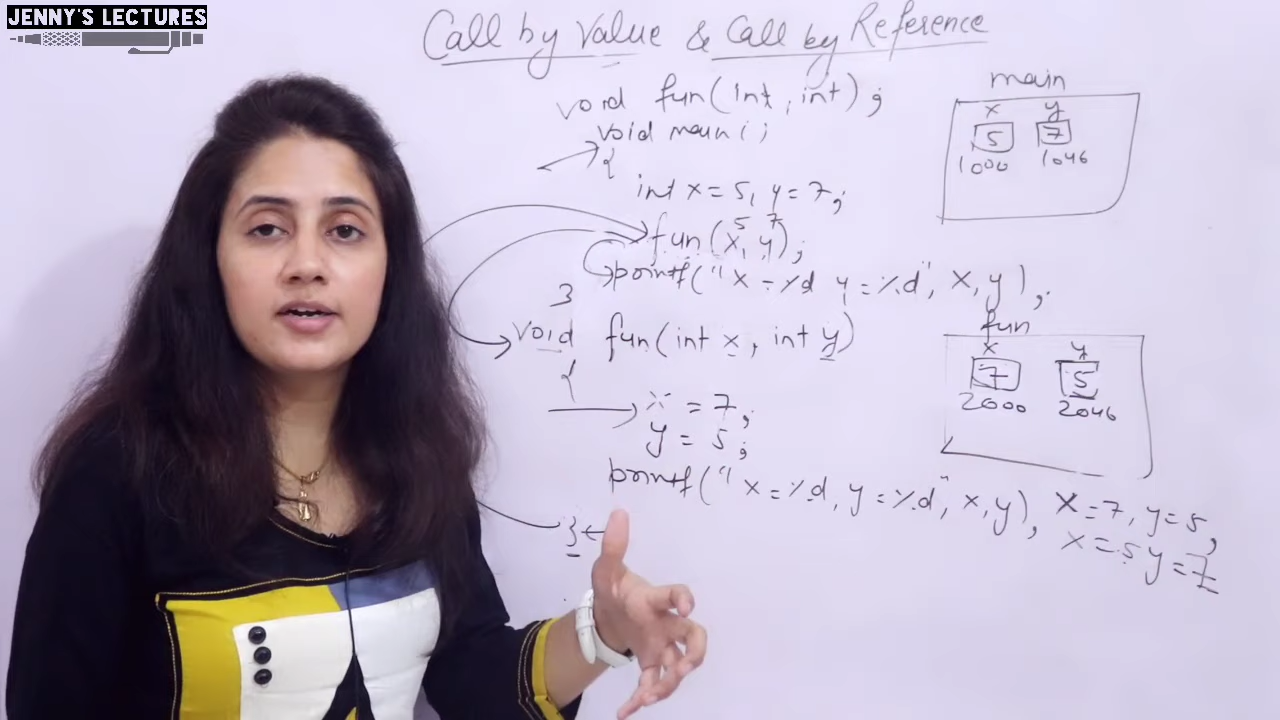 JENNY'S LECTURES
Call by Value & Call by Reference
void fun(int, int);
void main();
{
int x = 5, y = 7;
5 7
fun(x, y);
printf("x = %d y = %d", x, y);
}
void fun(int x, int y)
{
x = 7;
y = 5;
printf("x = %d, y = %d", x, y);
}
main
x y
5 7
1000 1046
fun
x y
7 5
2000 2046
x = 7, y = 5,
x = 5 y = 7